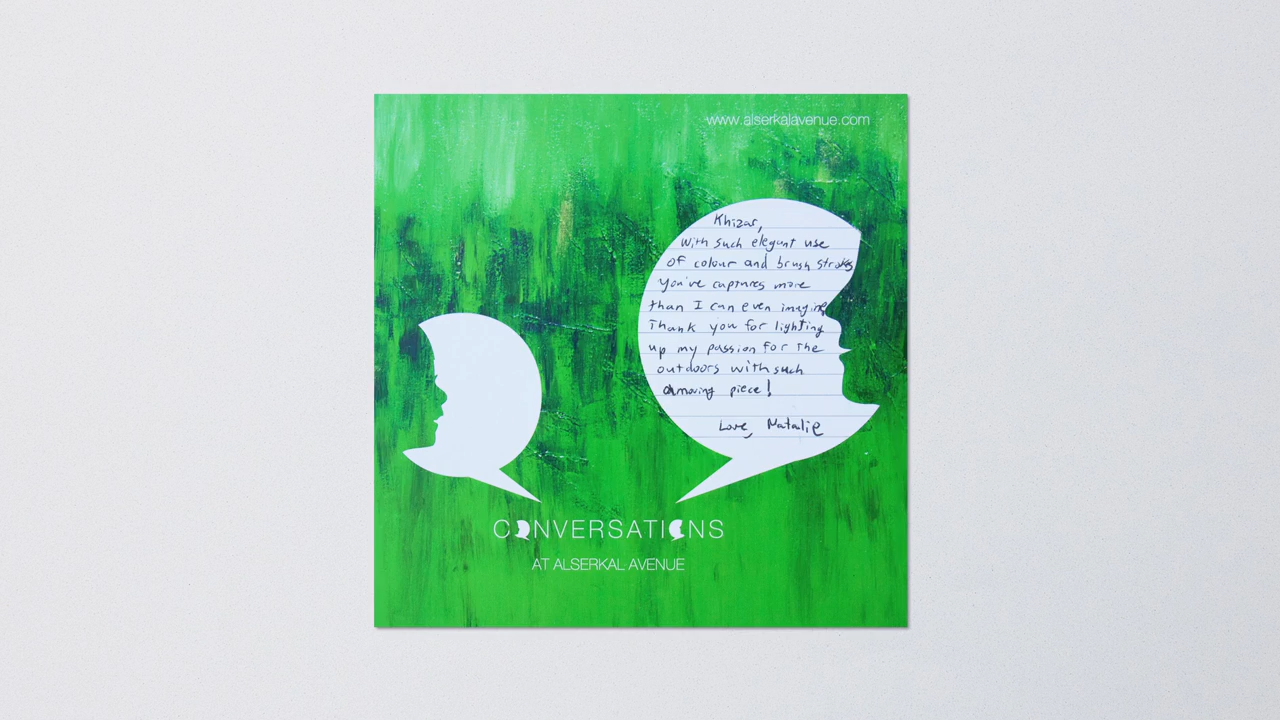 www.alserkalavenue.com
Khizar,
With such elegant use
of colour and brush strokes
You've captures more
than I can even imagine
Thank you for lighting
up my passion for the
outdoors with such
a moving piece!
Love, Natalie
CONVERSATIONS
AT ALSERKAL AVENUE